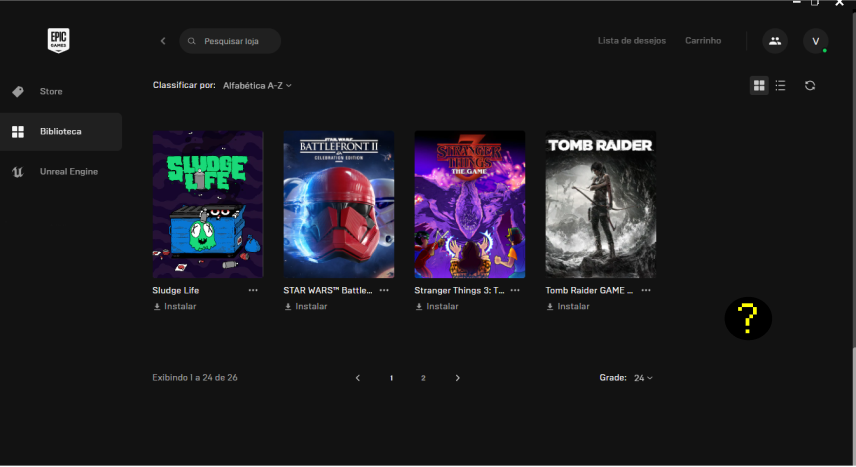 EPIC
GAMES
Pesquisar loja
Lista de desejos
Carrinho
V
Classificar por: Alfabética A-Z
Store
Biblioteca
Unreal Engine
SLUDGE
LIFE
STAR WARS
BATTLEFRONT II
CELEBRATION EDITION
STRANGER
THINGS
3
THE GAME
TOMB RAIDER
Sludge Life ...
STAR WARS™ Battle... ...
Stranger Things 3: T... ...
Tomb Raider GAME ... ...
Instalar
Instalar
Instalar
Instalar
?
Exibindo 1 a 24 de 26
1
2
Grade: 24